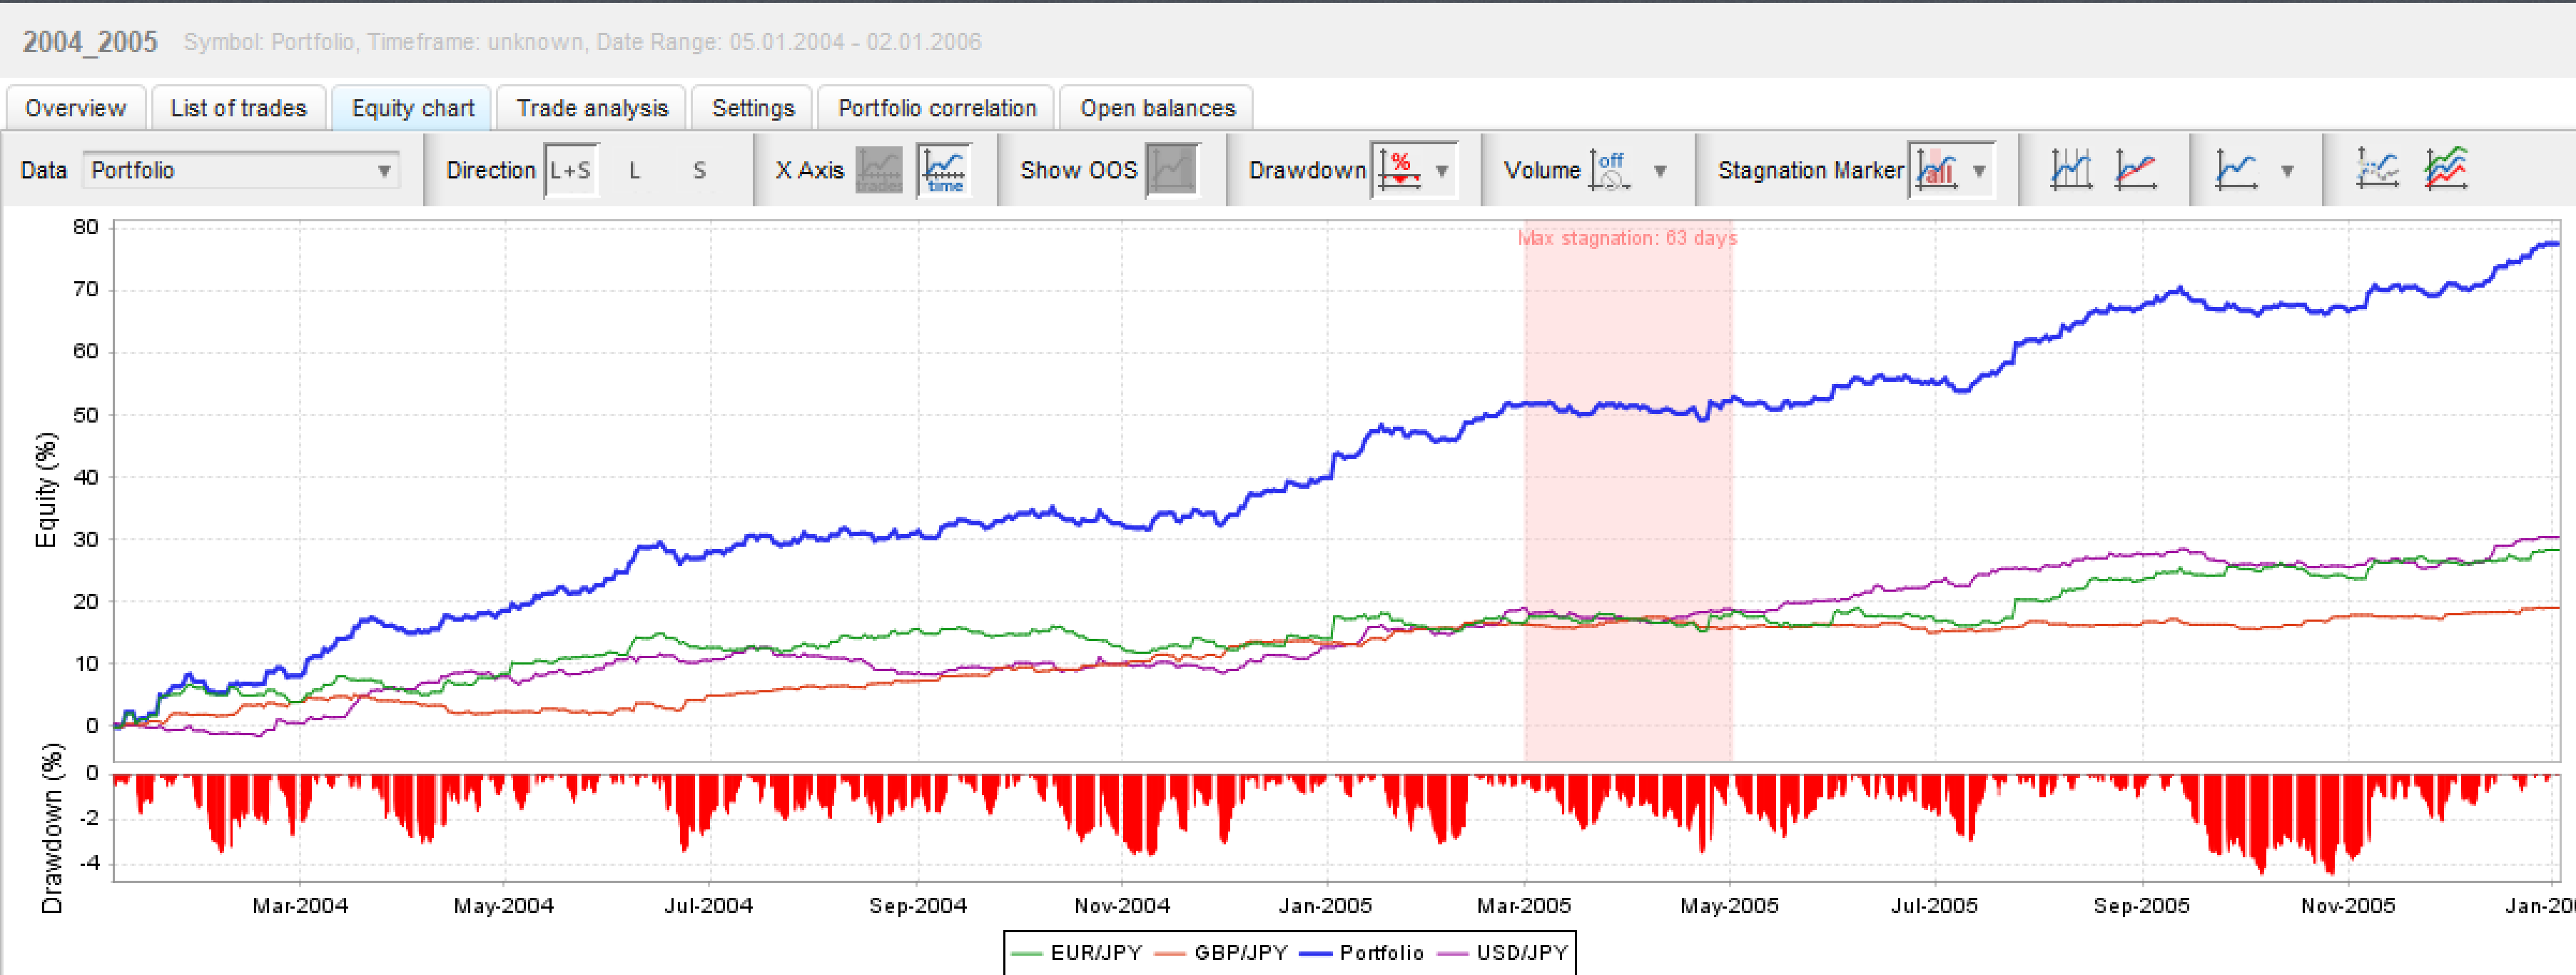 2004_2005 Symbol: Portfolio, Timeframe: unknown, Date Range: 05.01.2004 - 02.01.2006
Overview List of trades Equity chart Trade analysis Settings Portfolio correlation Open balances
Data Portfolio Direction L+S L S X Axis trades time Show OOS Drawdown % Volume off Stagnation Marker all
Max stagnation: 63 days
Equity (%)
80
70
60
50
40
30
20
10
0
Drawdown (%)
0
-2
-4
Mar-2004 May-2004 Jul-2004 Sep-2004 Nov-2004 Jan-2005 Mar-2005 May-2005 Jul-2005 Sep-2005 Nov-2005 Jan-20
EUR/JPY GBP/JPY Portfolio USD/JPY